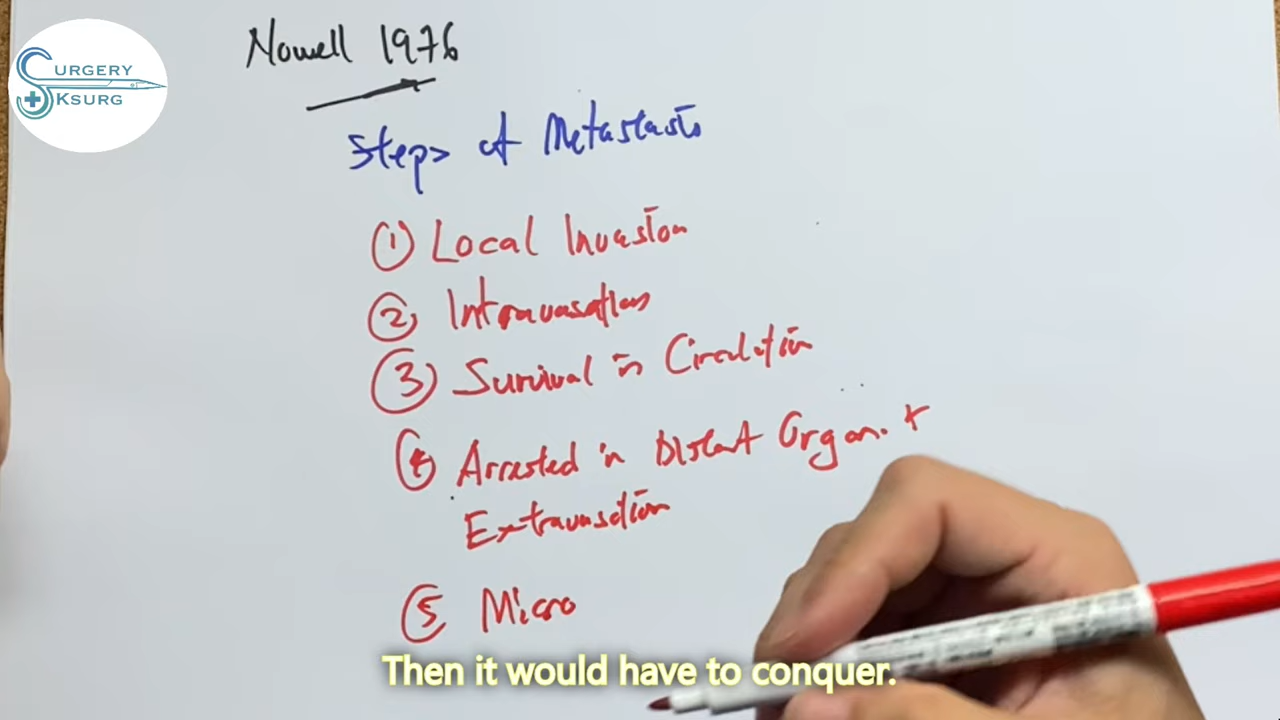 SURGERY
SKSURG
Nowell 1976
Steps of Metastasis
① Local Invasion
② Intravasation
③ Survival in Circulation
④ Arrested in Distant Organ. +
Extravasation
⑤ Micro
Then it would have to conquer.